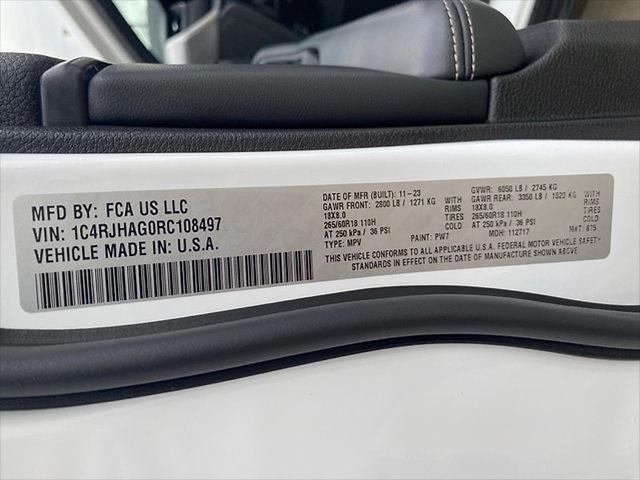 MFD BY: FCA US LLC
VIN: 1C4RJHAG0RC108497
VEHICLE MADE IN: U.S.A.
DATE OF MFR (BUILT): 11-23 GVWR: 6050 LB / 2745 KG
GAWR FRONT: 2800 LB / 1271 KG WITH GAWR REAR: 3350 LB / 1520 KG WITH
18X8.0 RIMS 18X8.0 RIMS
265/60R18 110H TIRES 265/60R18 110H TIRES
AT 250 kPa / 36 PSI COLD AT 250 kPa / 36 PSI COLD
TYPE: MPV PAINT: PW7 MDH: 112717 MKT: 875
THIS VEHICLE CONFORMS TO ALL APPLICABLE U.S.A. FEDERAL MOTOR VEHICLE SAFETY
STANDARDS IN EFFECT ON THE DATE OF MANUFACTURE SHOWN ABOVE.